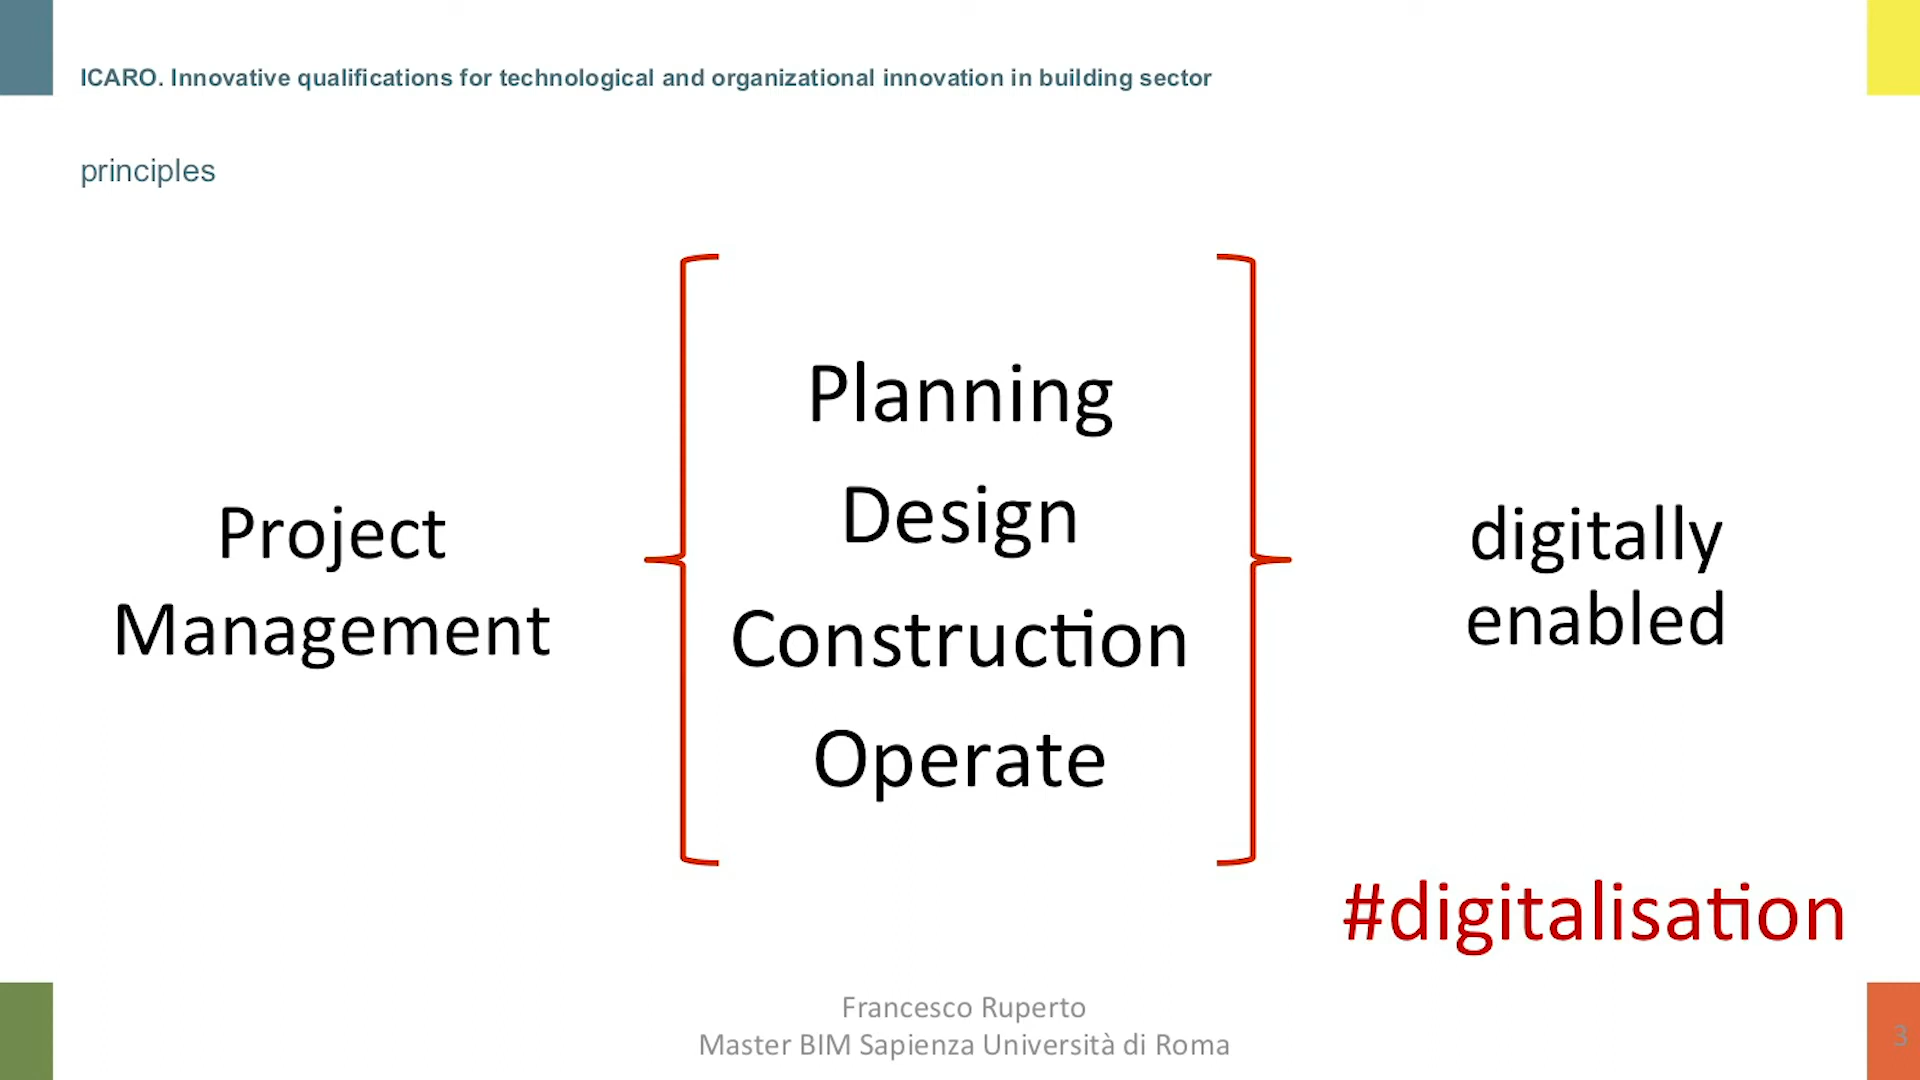 ICARO. Innovative qualifications for technological and organizational innovation in building sector
principles
Project
Management
Planning
Design
Construction
Operate
digitally
enabled
#digitalisation
Francesco Ruperto
Master BIM Sapienza Università di Roma
3